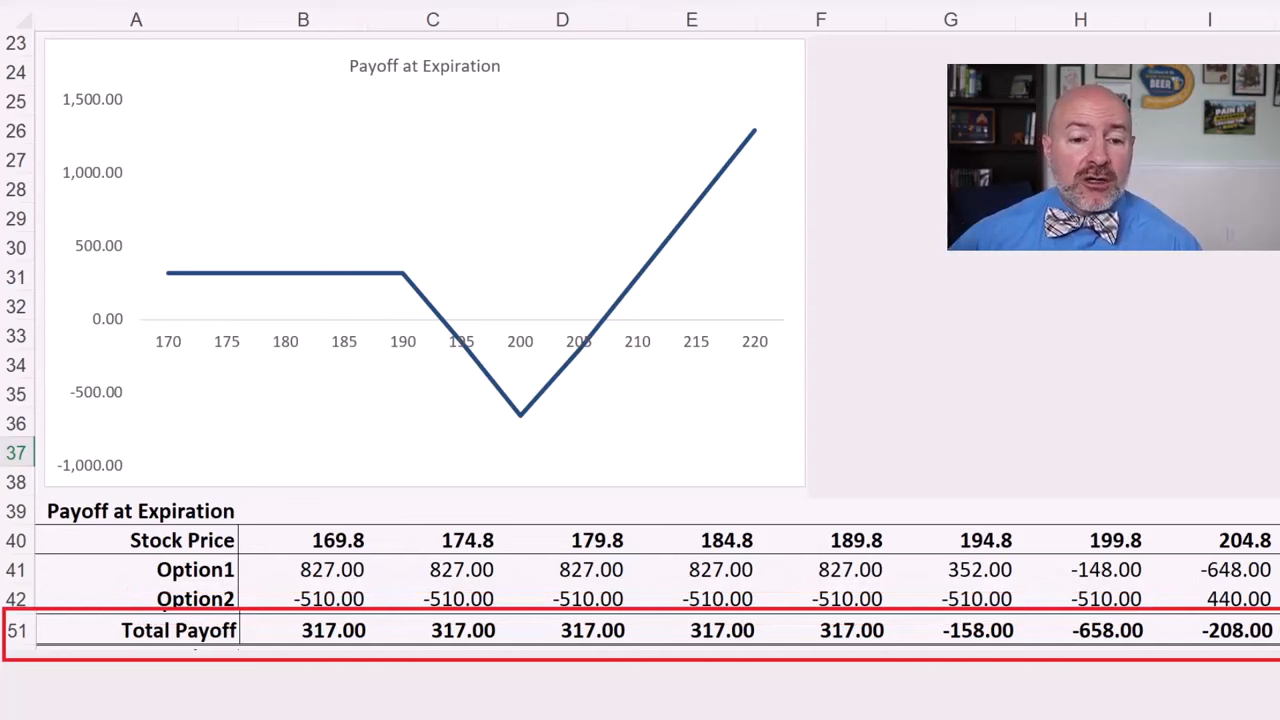 A B C D E F G H I
23
24
25
26
27
28
29
30
31
32
33
34
35
36
37
38
Payoff at Expiration
1,500.00
1,000.00
500.00
0.00
-500.00
-1,000.00
170 175 180 185 190 195 200 205 210 215 220
BEER
PAIN IS
39 Payoff at Expiration
40 Stock Price 169.8 174.8 179.8 184.8 189.8 194.8 199.8 204.8
41 Option1 827.00 827.00 827.00 827.00 827.00 352.00 -148.00 -648.00
42 Option2 -510.00 -510.00 -510.00 -510.00 -510.00 -510.00 -510.00 440.00
51 Total Payoff 317.00 317.00 317.00 317.00 317.00 -158.00 -658.00 -208.00